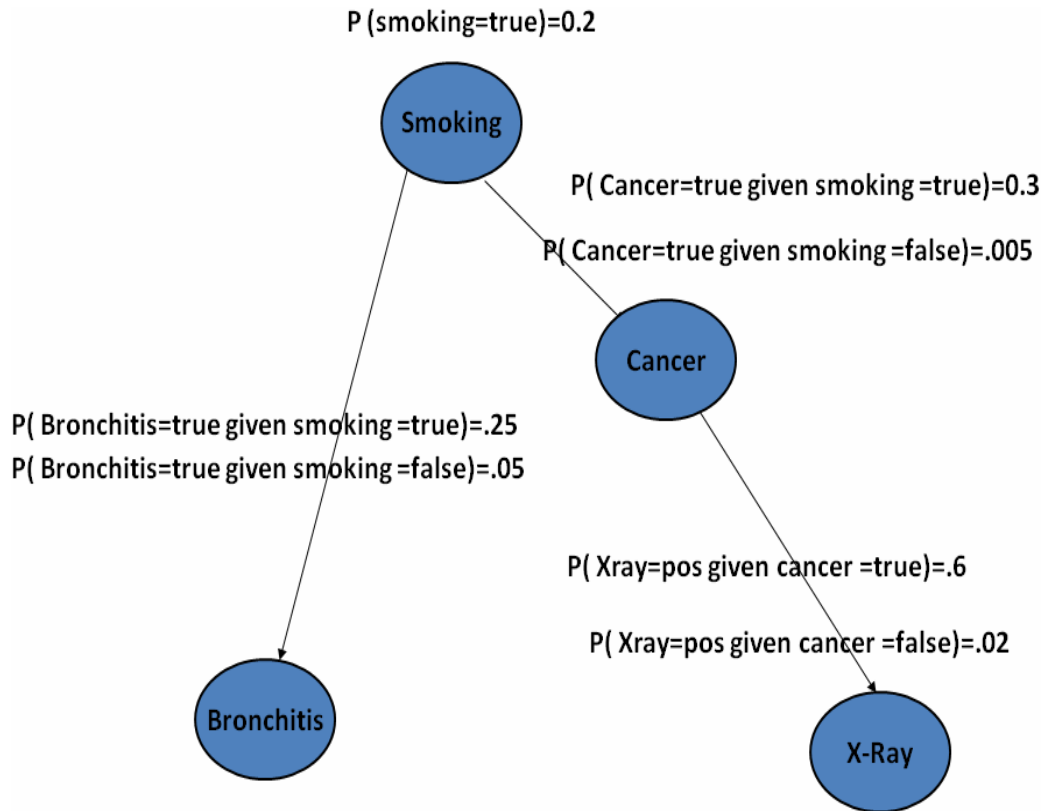 P (smoking=true)=0.2
Smoking
P( Cancer=true given smoking =true)=0.3
P( Cancer=true given smoking =false)=.005
Cancer
P( Bronchitis=true given smoking =true)=.25
P( Bronchitis=true given smoking =false)=.05
P( Xray=pos given cancer =true)=.6
P( Xray=pos given cancer =false)=.02
Bronchitis
X-Ray